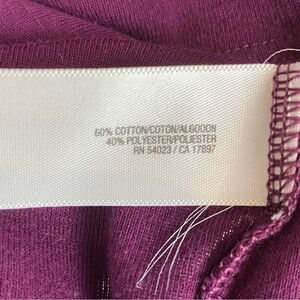 60% COTTON/COTON/ALGODON
40% POLYESTER/POLIESTER
RN 54023 / CA 17897